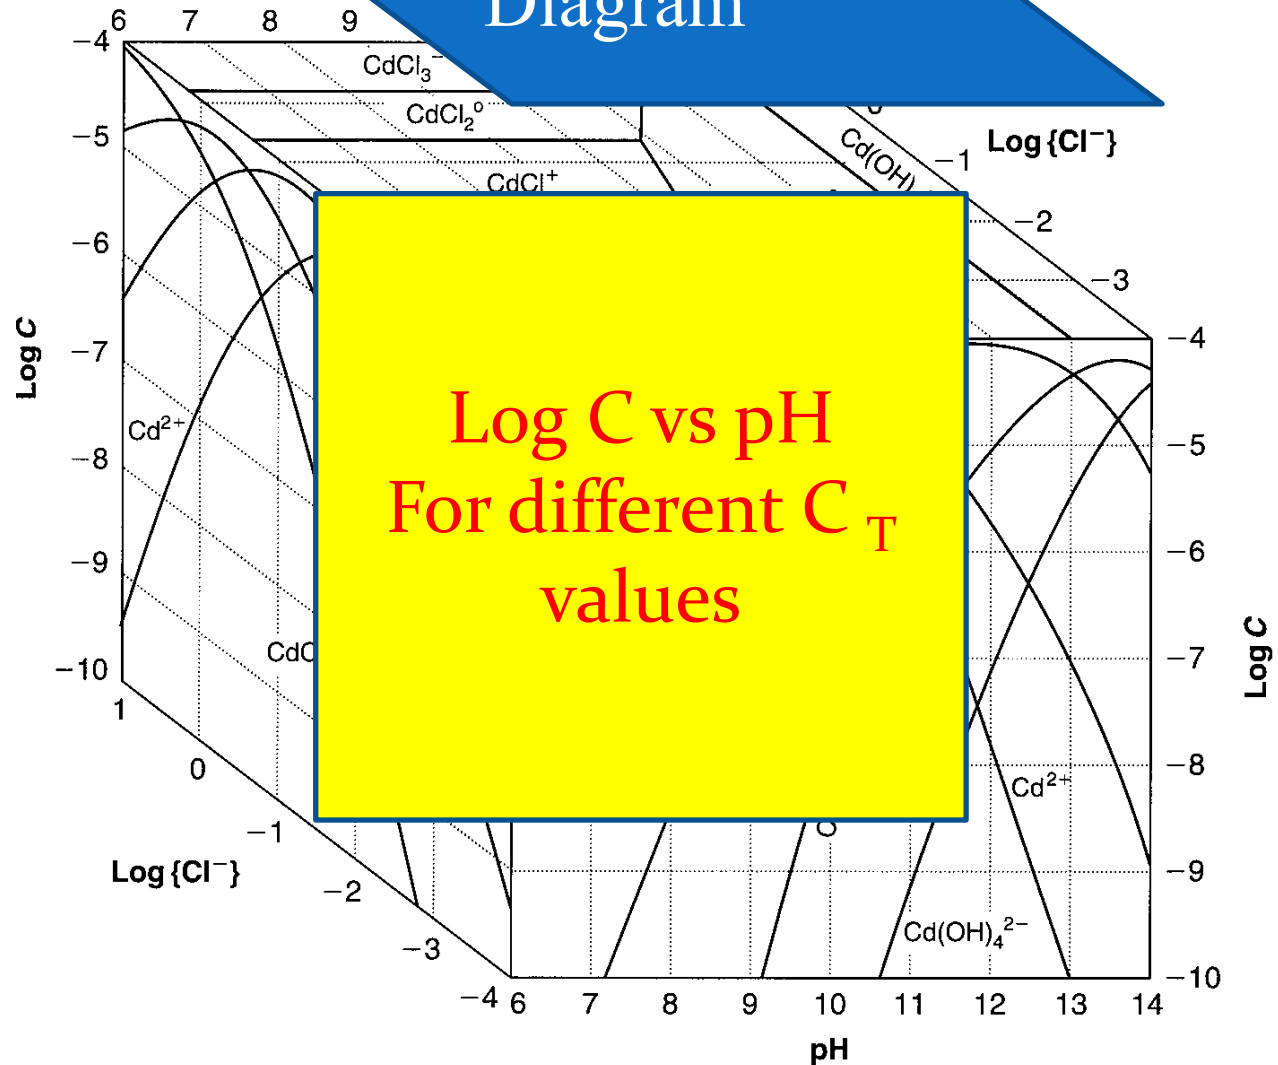 Diagram
6 7 8 9
−4
CdCl₃⁻
CdCl₂⁰
−5
CdCl⁺
Cd(OH)
Log {Cl⁻}
−1
−2
−3
−6
Log C
−7
Cd²⁺
−8
−9
CdC
−10
Log C vs pH
For different C T
values
−4
−5
−6
−7
Log C
−8
Cd²⁺
−9
Cd(OH)₄²⁻
−10
1
0
−1
Log {Cl⁻}
−2
−3
−4
6 7 8 9 10 11 12 13 14
pH